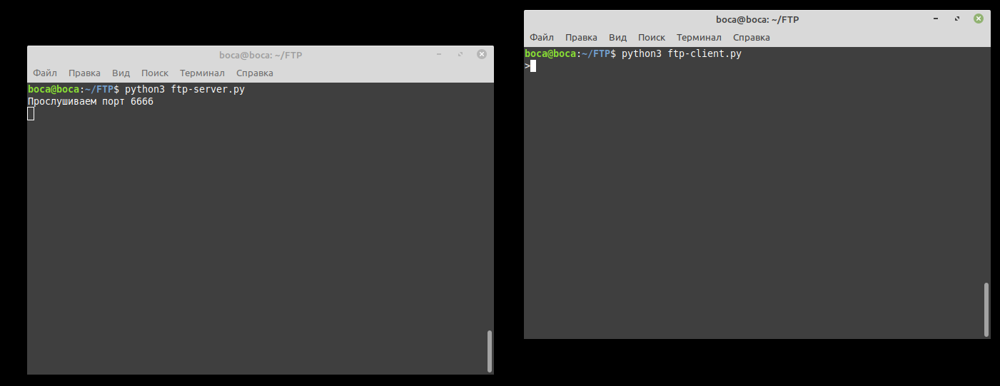 boca@boca: ~/FTP
Файл Правка Вид Поиск Терминал Справка
boca@boca:~/FTP$ python3 ftp-server.py
Прослушиваем порт 6666
boca@boca: ~/FTP
Файл Правка Вид Поиск Терминал Справка
boca@boca:~/FTP$ python3 ftp-client.py
>